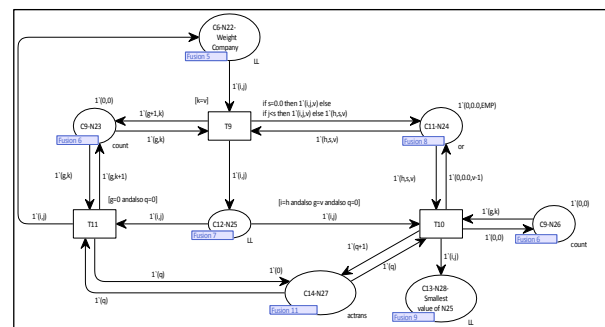 C6-N22-
Weight
Company
Fusion 5
LL
1`(i,j)
1`(i,j)
[k=v]
1`(0,0)
C9-N23
Fusion 6
count
1`(g+1,k)
1`(g,k)
T9
if s=0.0 then 1`(i,j,v) else
if j<s then 1`(i,j,v) else 1`(h,s,v)
1`(h,s,v)
1`(0,0.0,EMP)
C11-N24
Fusion 8
or
1`(g,k)
1`(g,k+1)
1`(i,j)
1`(h,s,v)
1`(0,0.0,v-1)
[g=0 andalso q=0]
[i=h andalso g=v andalso q=0]
T11
1`(i,j)
C12-N25
Fusion 7
LL
1`(i,j)
T10
1`(g,k)
1`(0,0)
1`(0,0)
C9-N26
Fusion 6
count
1`(q)
1`(q)
1`(0)
C14-N27
Fusion 11
actrans
1`(q+1)
1`(q)
1`(i,j)
C13-N28-
Smallest
value of N25
Fusion 9
LL